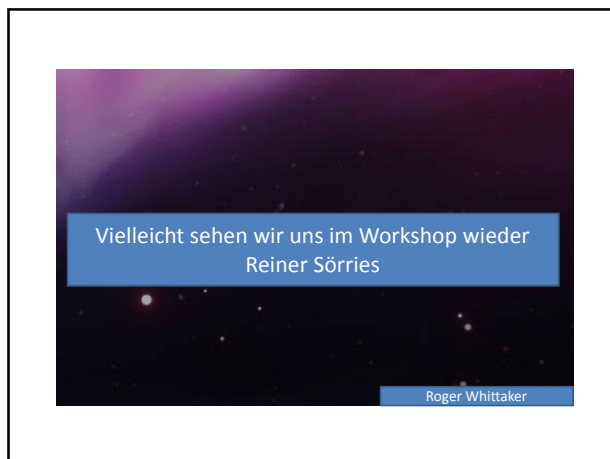 Vielleicht sehen wir uns im Workshop wieder
Reiner Sörries
Roger Whittaker